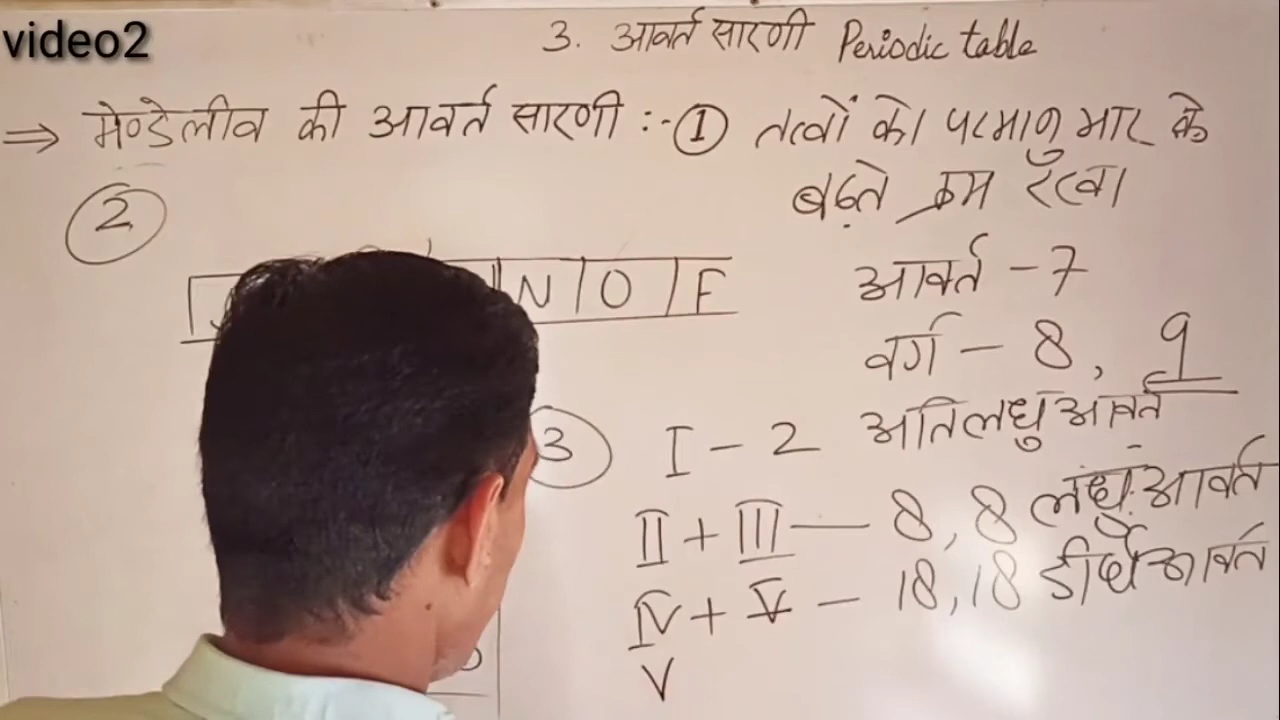 video2
3. आवर्त सारणी Periodic table
⇒ मेण्डेलीव की आवर्त सारणी :- ① तत्वों को परमाणु भार के
बढ़ते क्रम रखा
②
N O F
आवर्त - 7
वर्ग - 8, 9
③ I - 2 अतिलघु आवर्त
II + III — 8, 8 लघु आवर्त
IV + V - 18, 18 दीर्घ आवर्त
V